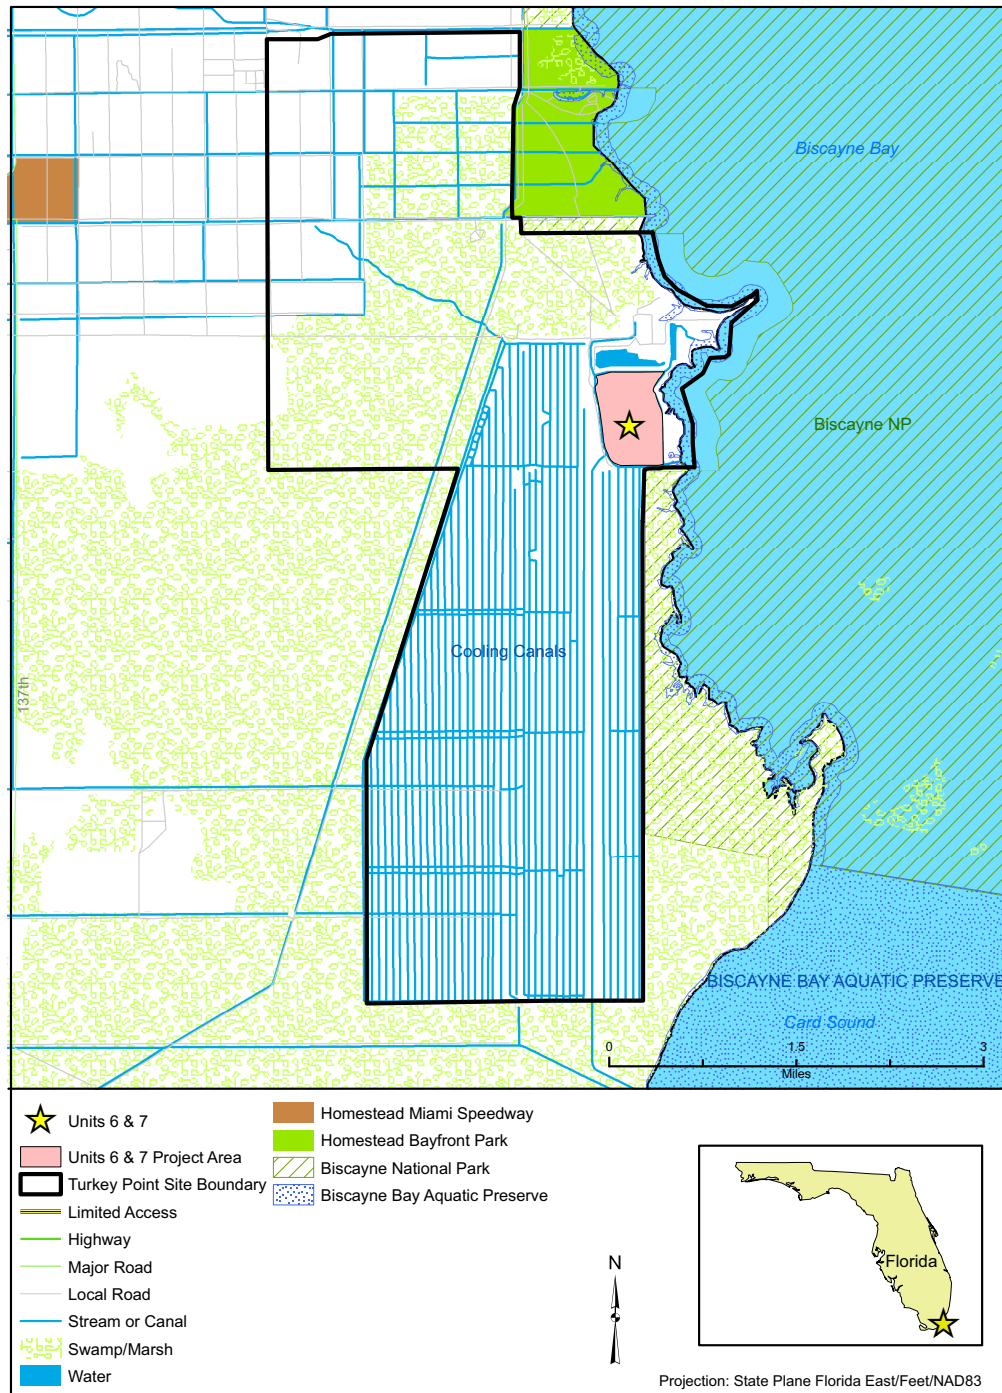 Biscayne Bay
Biscayne NP
Cooling Canals
137th
BISCAYNE BAY AQUATIC PRESERVE
Card Sound
0 1.5 3
Miles
Units 6 & 7
Units 6 & 7 Project Area
Turkey Point Site Boundary
Limited Access
Highway
Major Road
Local Road
Stream or Canal
Swamp/Marsh
Water
Homestead Miami Speedway
Homestead Bayfront Park
Biscayne National Park
Biscayne Bay Aquatic Preserve
N
Florida
Projection: State Plane Florida East/Feet/NAD83